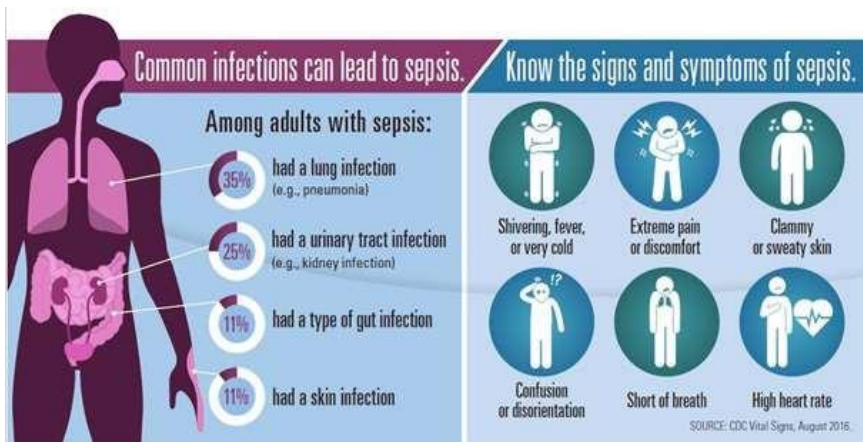 Common infections can lead to sepsis.
Among adults with sepsis:
35%
had a lung infection
(e.g., pneumonia)
25%
had a urinary tract infection
(e.g., kidney infection)
11%
had a type of gut infection
11%
had a skin infection
Know the signs and symptoms of sepsis.
Shivering, fever,
or very cold
Extreme pain
or discomfort
Clammy
or sweaty skin
!?
Confusion
or disorientation
Short of breath
High heart rate
SOURCE: CDC Vital Signs, August 2016.